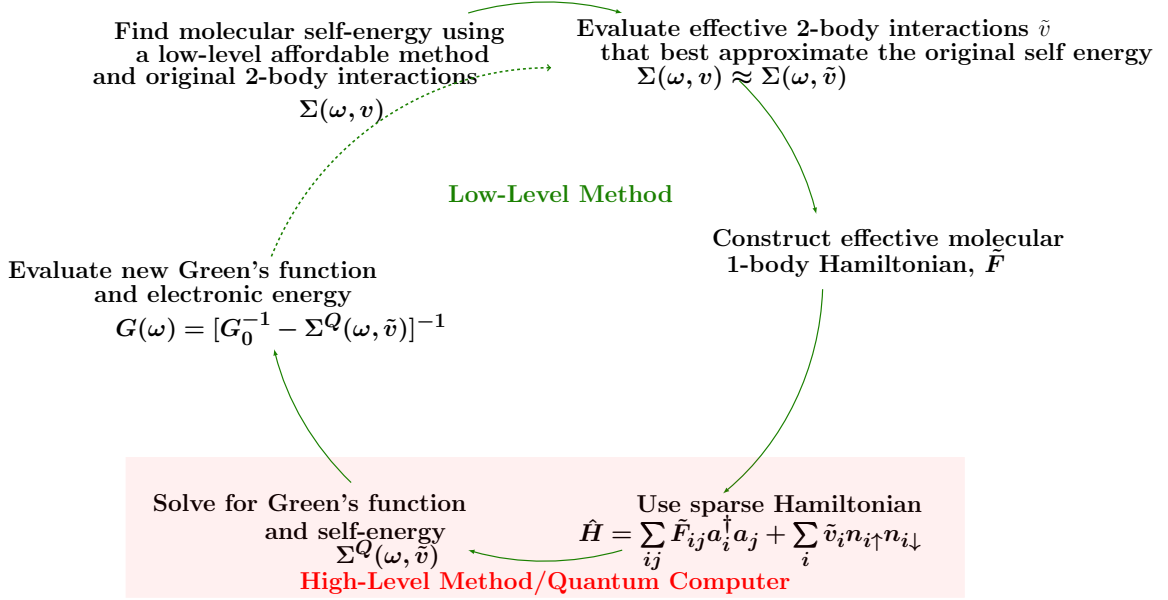 Find molecular self-energy using
a low-level affordable method
and original 2-body interactions
Σ(ω, v)
Evaluate effective 2-body interactions ṽ
that best approximate the original self energy
Σ(ω, v) ≈ Σ(ω, ṽ)
Low-Level Method
Construct effective molecular
1-body Hamiltonian, F̃
Evaluate new Green's function
and electronic energy
G(ω) = [G₀⁻¹ − Σ^Q(ω, ṽ)]⁻¹
Use sparse Hamiltonian
Ĥ = ∑_{ij} F̃_{ij} a_i^† a_j + ∑_i ṽ_i n_{i↑} n_{i↓}
Solve for Green's function
and self-energy
Σ^Q(ω, ṽ)
High-Level Method/Quantum Computer